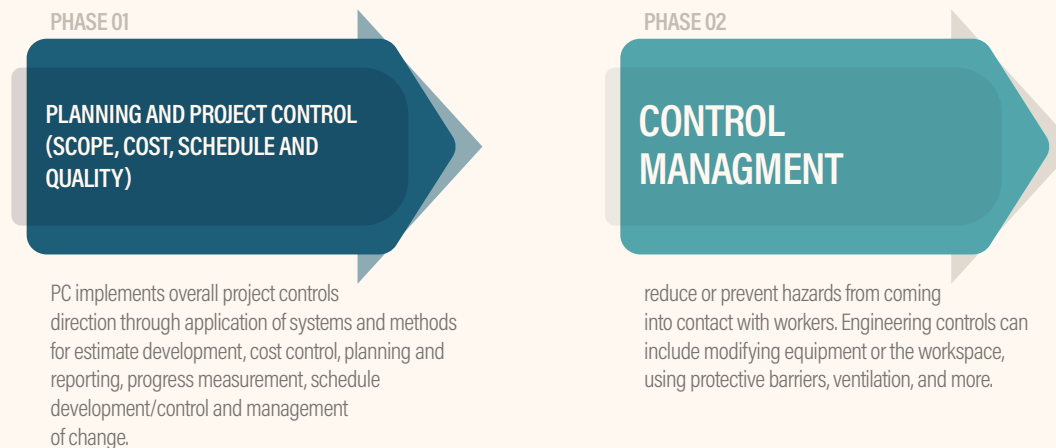 PHASE 01
PLANNING AND PROJECT CONTROL
(SCOPE, COST, SCHEDULE AND
QUALITY)
PC implements overall project controls
direction through application of systems and methods
for estimate development, cost control, planning and
reporting, progress measurement, schedule
development/control and management
of change.
PHASE 02
CONTROL
MANAGMENT
reduce or prevent hazards from coming
into contact with workers. Engineering controls can
include modifying equipment or the workspace,
using protective barriers, ventilation, and more.